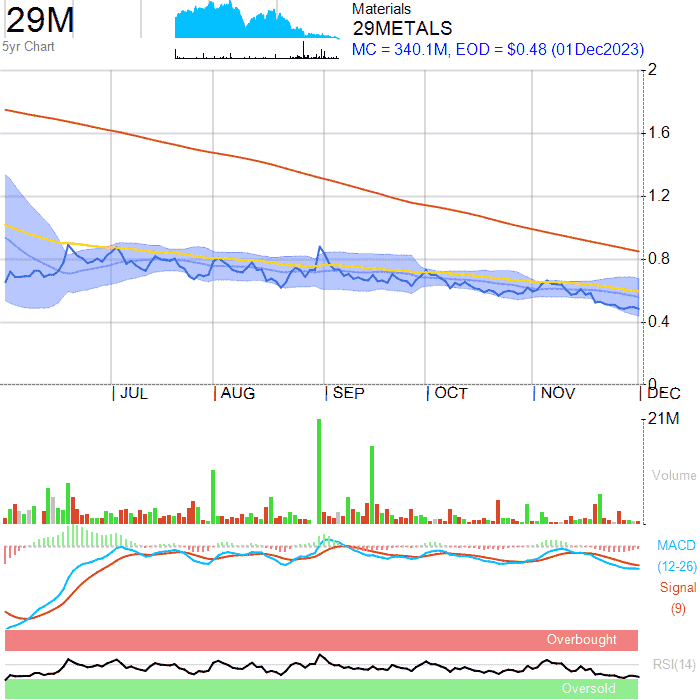 29M
5yr Chart
Materials
29METALS
MC = 340.1M, EOD = $0.48 (01Dec2023)
2
1.6
1.2
0.8
0.4
0
JUL AUG SEP OCT NOV DEC
21M
Volume
MACD
(12-26)
Signal
(9)
Overbought
RSI(14)
Oversold